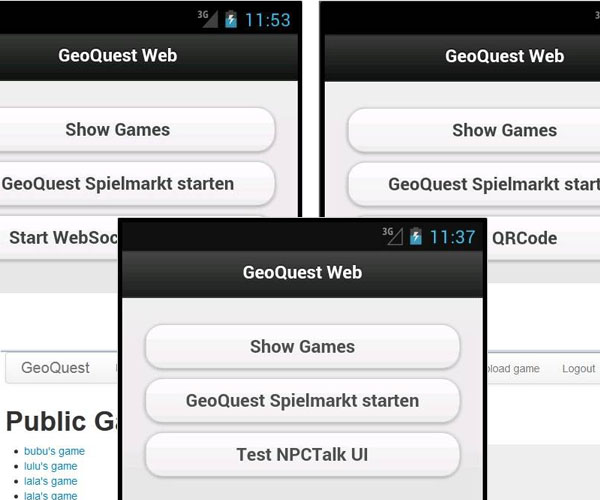 3G 11:53
GeoQuest Web
Show Games
GeoQuest Spielmarkt starten
Start WebSoc
3G
GeoQuest Web
Show Games
GeoQuest Spielmarkt start
QRCode
3G 11:37
GeoQuest Web
Show Games
GeoQuest Spielmarkt starten
Test NPCTalk UI
GeoQuest
load game Logout
Public Ga
bubu's game
lulu's game
lala's game
lala's game